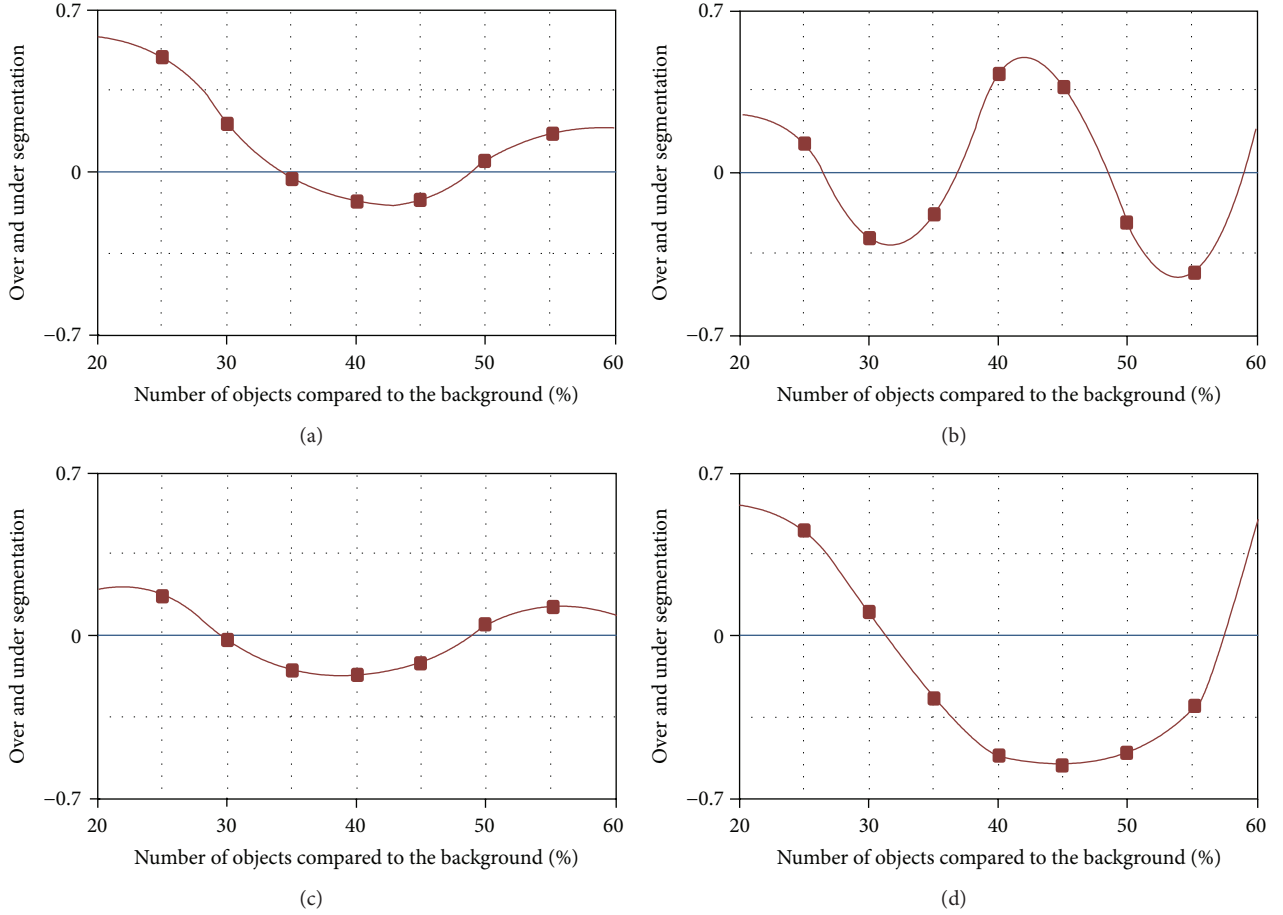 0.7
Over and under segmentation
0
−0.7
20 30 40 50 60
Number of objects compared to the background (%)
(a)
0.7
Over and under segmentation
0
−0.7
20 30 40 50 60
Number of objects compared to the background (%)
(b)
0.7
Over and under segmentation
0
−0.7
20 30 40 50 60
Number of objects compared to the background (%)
(c)
0.7
Over and under segmentation
0
−0.7
20 30 40 50 60
Number of objects compared to the background (%)
(d)